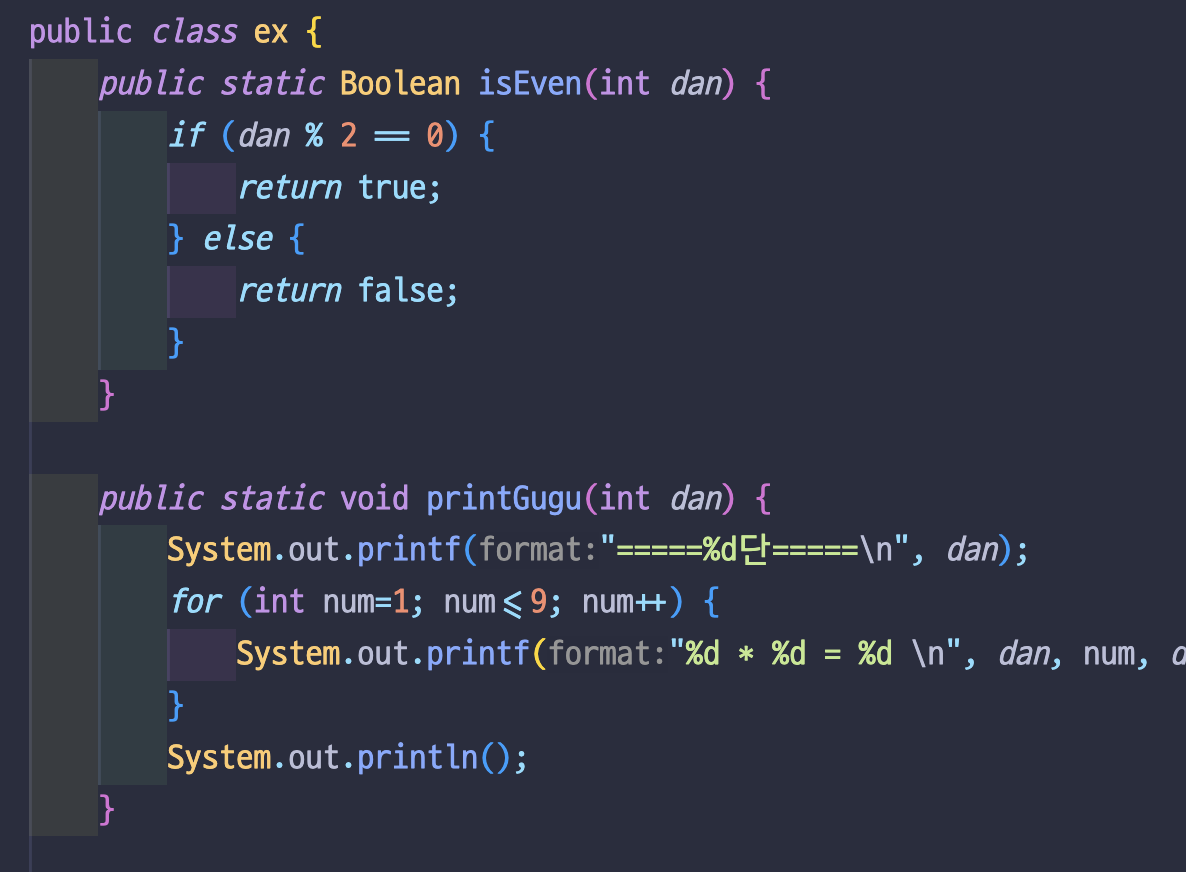 public class ex {
public static Boolean isEven(int dan) {
if (dan % 2 == 0) {
return true;
} else {
return false;
}
}
public static void printGugu(int dan) {
System.out.printf(format:"=====%d단=====\n", dan);
for (int num=1; num<=9; num++) {
System.out.printf(format:"%d * %d = %d \n", dan, num, d
}
System.out.println();
}